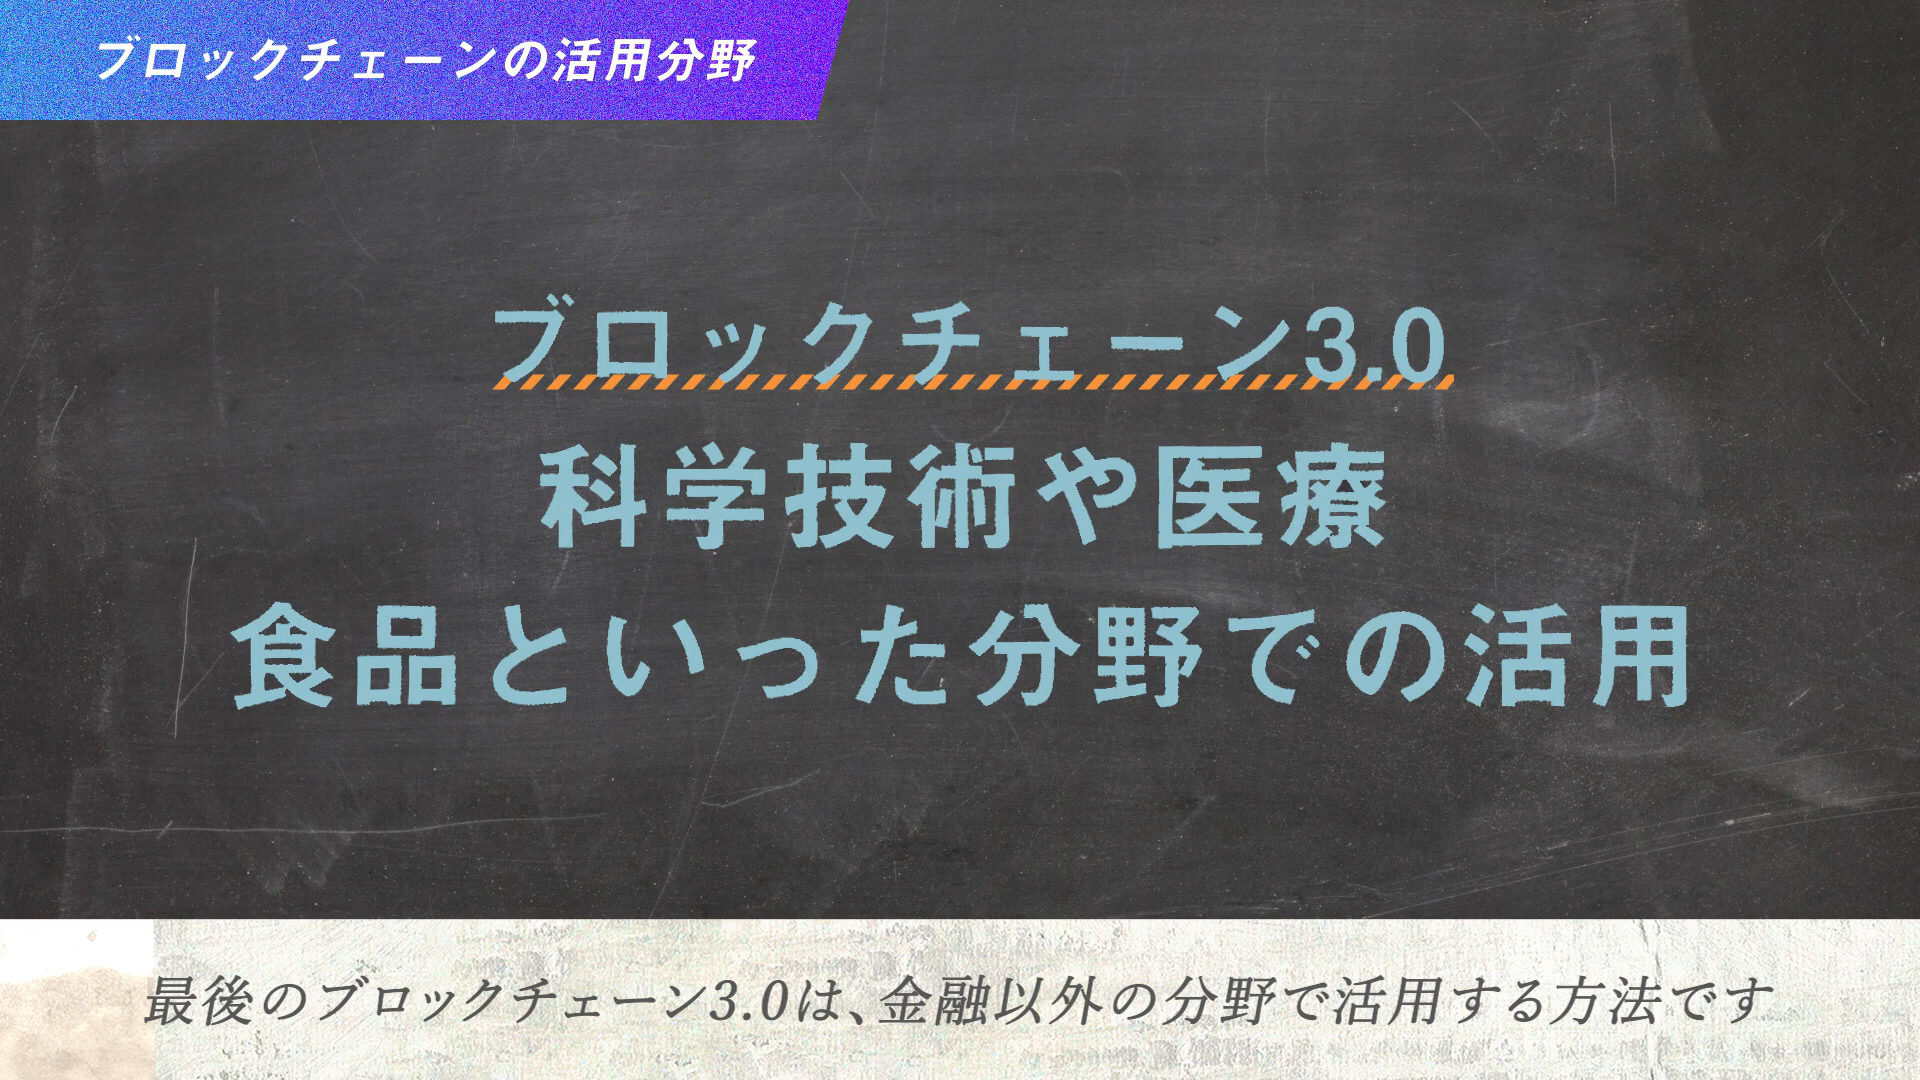 ブロックチェーンの活用分野
ブロックチェーン3.0
科学技術や医療
食品といった分野での活用
最後のブロックチェーン3.0は、金融以外の分野で活用する方法です